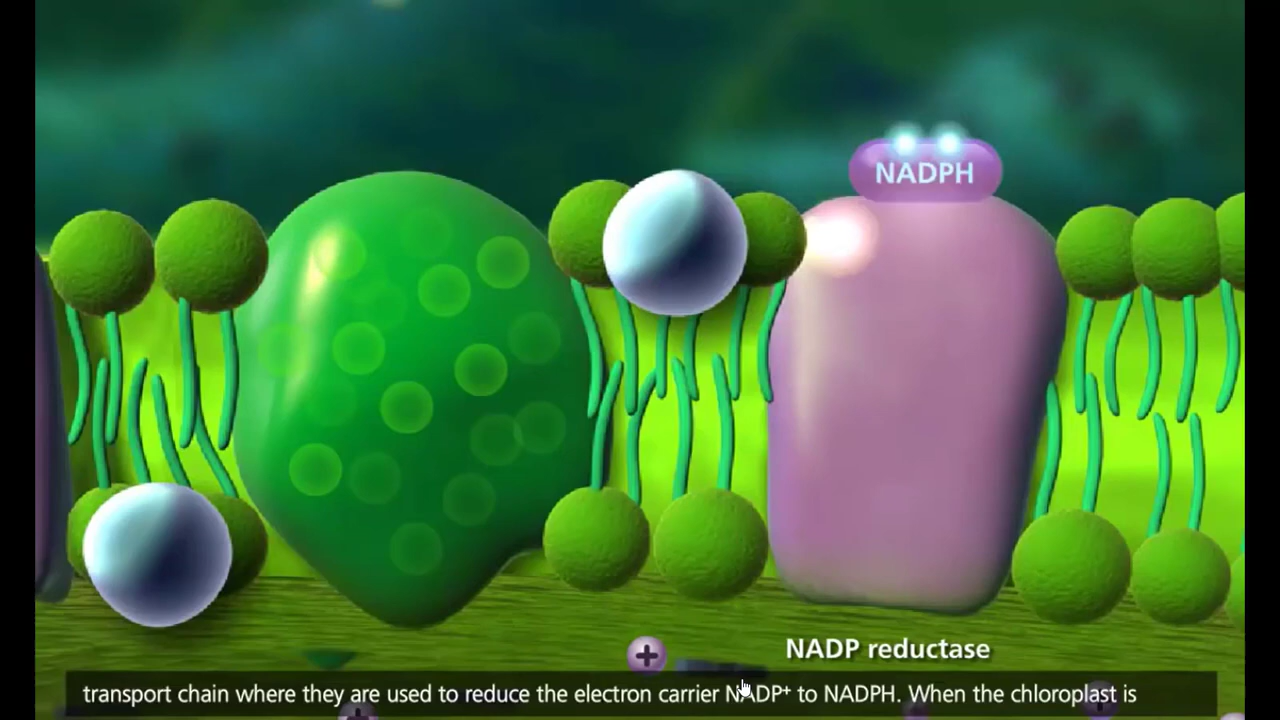 NADPH
+
NADP reductase
transport chain where they are used to reduce the electron carrier NADP⁺ to NADPH. When the chloroplast is